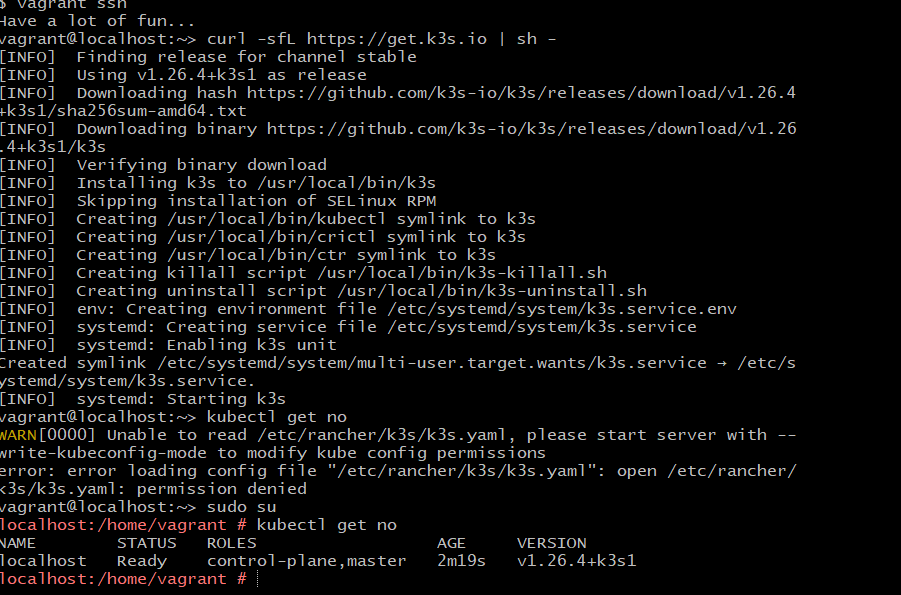 $ vagrant ssh
Have a lot of fun...
vagrant@localhost:~> curl -sfL https://get.k3s.io | sh -
[INFO]  Finding release for channel stable
[INFO]  Using v1.26.4+k3s1 as release
[INFO]  Downloading hash https://github.com/k3s-io/k3s/releases/download/v1.26.4
+k3s1/sha256sum-amd64.txt
[INFO]  Downloading binary https://github.com/k3s-io/k3s/releases/download/v1.26
.4+k3s1/k3s
[INFO]  Verifying binary download
[INFO]  Installing k3s to /usr/local/bin/k3s
[INFO]  Skipping installation of SELinux RPM
[INFO]  Creating /usr/local/bin/kubectl symlink to k3s
[INFO]  Creating /usr/local/bin/crictl symlink to k3s
[INFO]  Creating /usr/local/bin/ctr symlink to k3s
[INFO]  Creating killall script /usr/local/bin/k3s-killall.sh
[INFO]  Creating uninstall script /usr/local/bin/k3s-uninstall.sh
[INFO]  env: Creating environment file /etc/systemd/system/k3s.service.env
[INFO]  systemd: Creating service file /etc/systemd/system/k3s.service
[INFO]  systemd: Enabling k3s unit
Created symlink /etc/systemd/system/multi-user.target.wants/k3s.service → /etc/s
ystemd/system/k3s.service.
[INFO]  systemd: Starting k3s
vagrant@localhost:~> kubectl get no
WARN[0000] Unable to read /etc/rancher/k3s/k3s.yaml, please start server with --
write-kubeconfig-mode to modify kube config permissions
error: error loading config file "/etc/rancher/k3s/k3s.yaml": open /etc/rancher/
k3s/k3s.yaml: permission denied
vagrant@localhost:~> sudo su
localhost:/home/vagrant # kubectl get no
NAME        STATUS   ROLES                  AGE     VERSION
localhost   Ready    control-plane,master   2m19s   v1.26.4+k3s1
localhost:/home/vagrant #